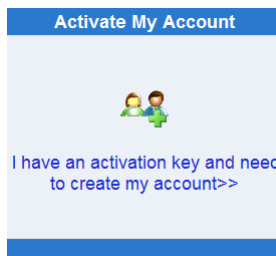 Activate My Account
I have an activation key and need
to create my account>>